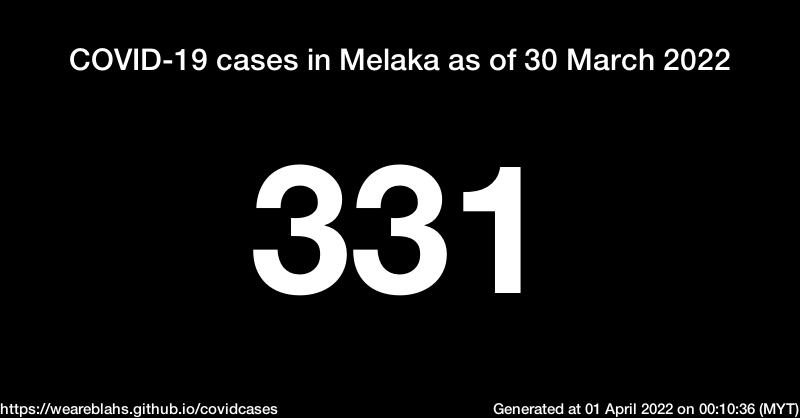 COVID-19 cases in Melaka as of 30 March 2022
331
https://weareblahs.github.io/covidcases
Generated at 01 April 2022 on 00:10:36 (MYT)